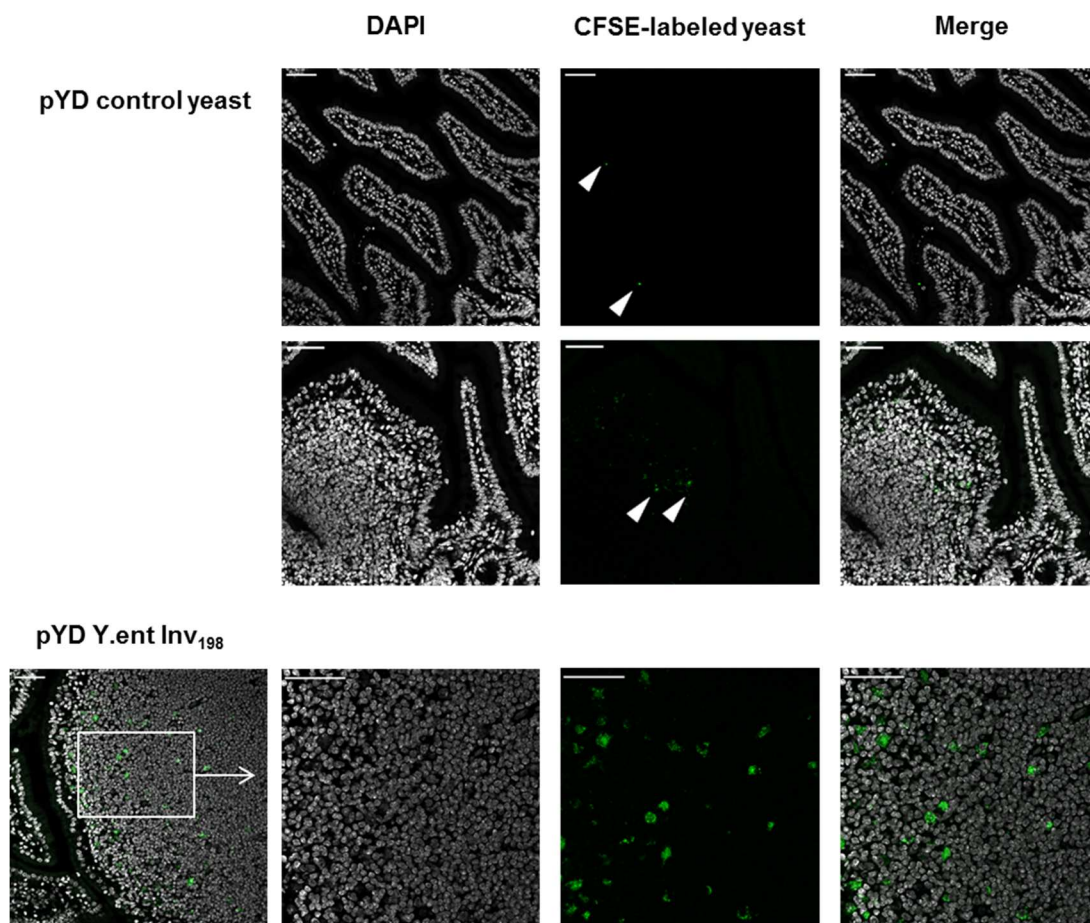 DAPI CFSE-labeled yeast Merge
pYD control yeast
pYD Y.ent Inv₁₉₈